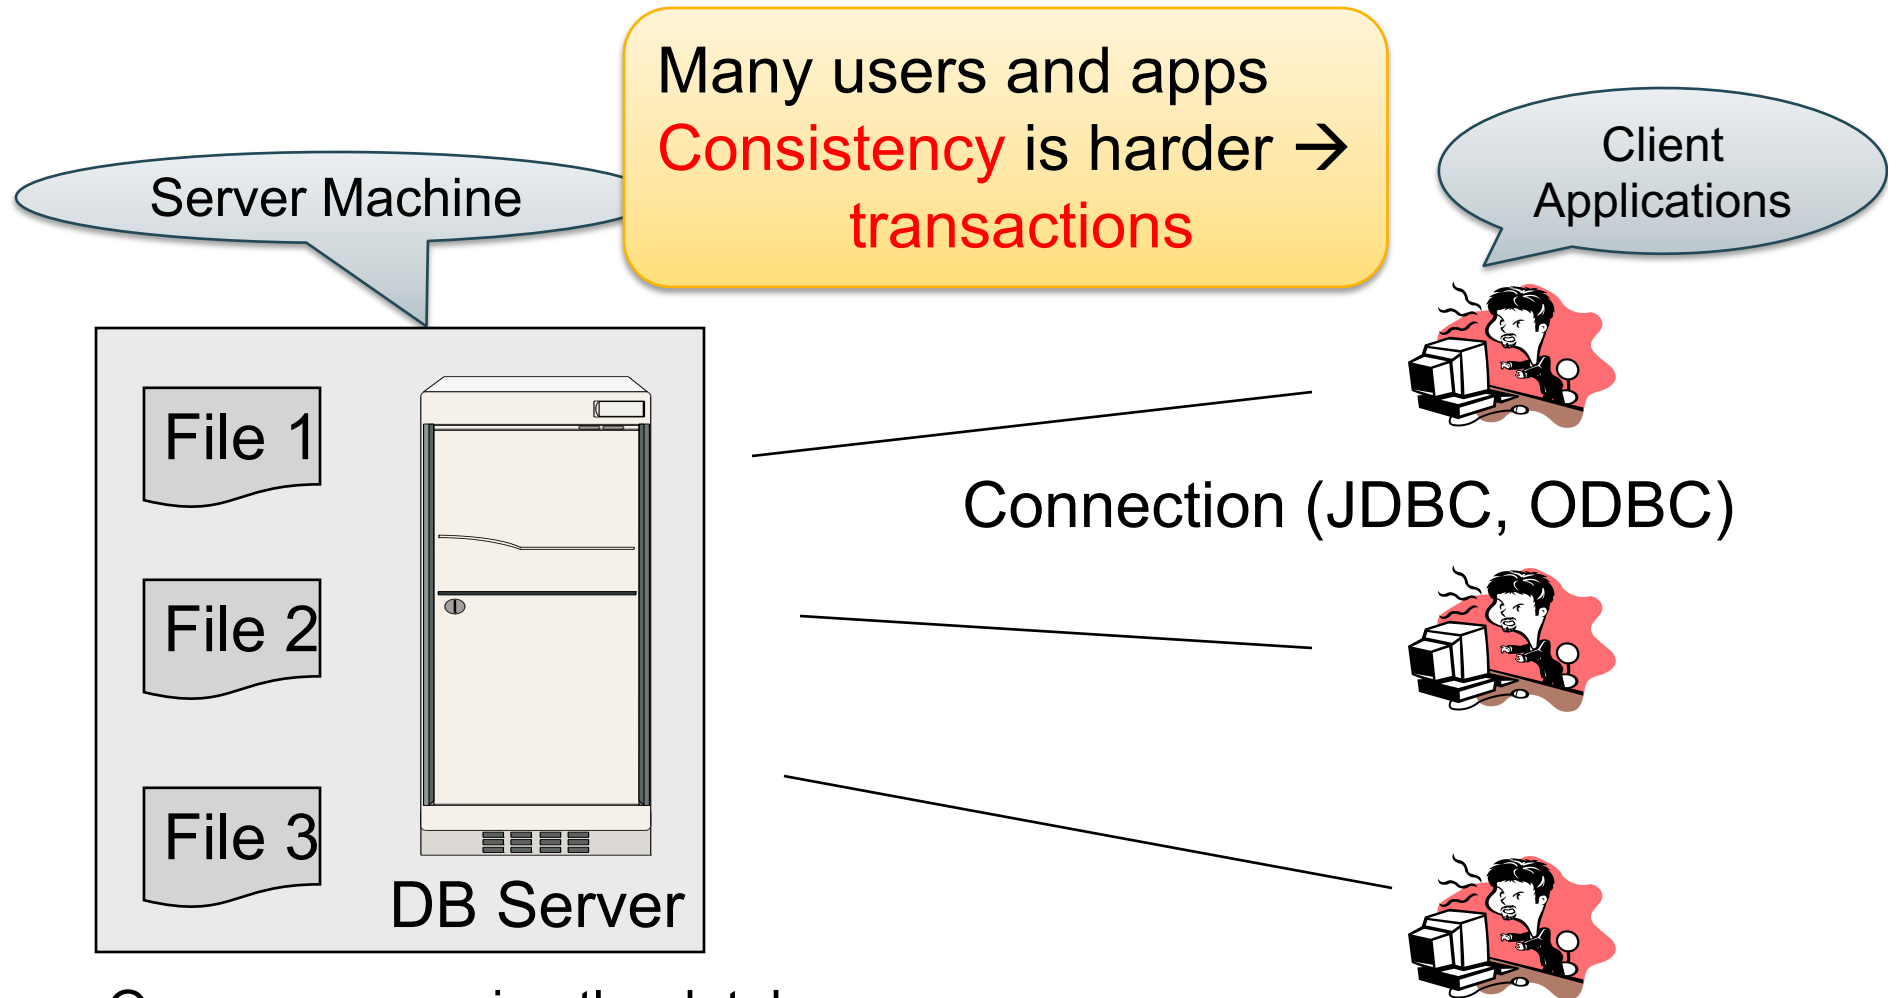 Many users and apps
Consistency is harder →
transactions
Server Machine
Client
Applications
File 1
File 2
File 3
DB Server
Connection (JDBC, ODBC)